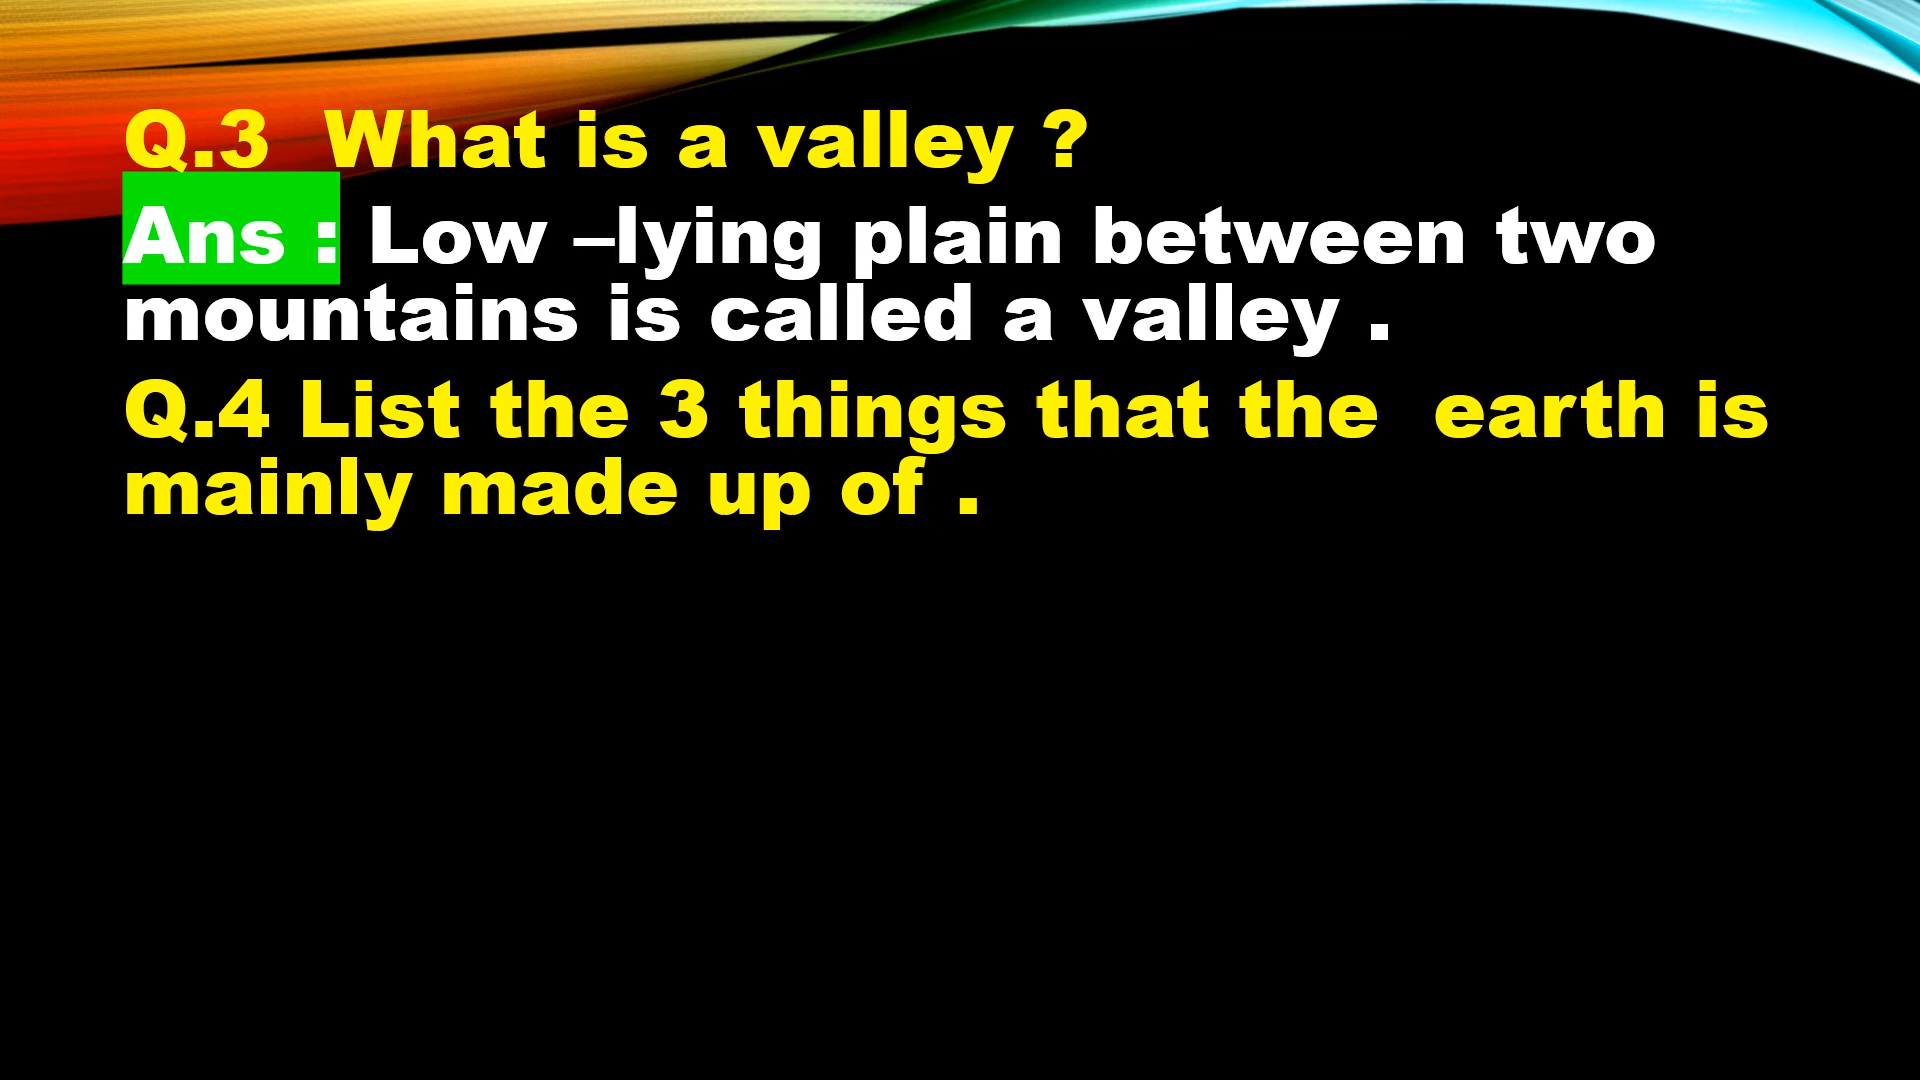 Q.3  What is a valley ?
Ans : Low –lying plain between two
mountains is called a valley .
Q.4 List the 3 things that the  earth is
mainly made up of .